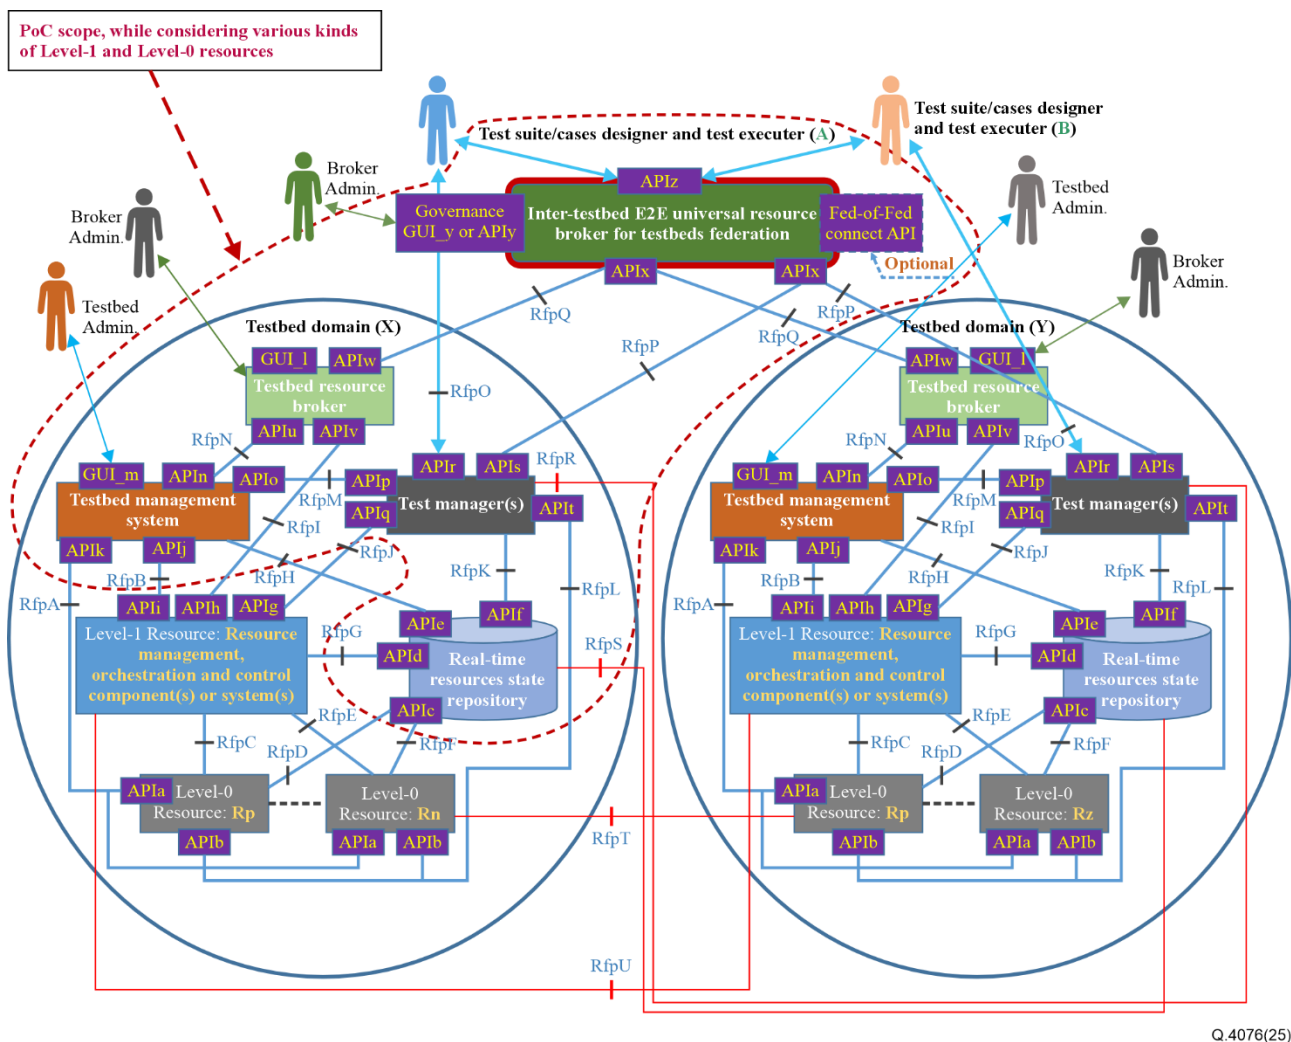 PoC scope, while considering various kinds
of Level-1 and Level-0 resources
Test suite/cases designer and test executer (A)
Test suite/cases designer
and test executer (B)
Broker
Admin.
Broker
Admin.
Testbed
Admin.
Testbed
Admin.
Broker
Admin.
APIz
Governance
GUI_y or APIy
Inter-testbed E2E universal resource
broker for testbeds federation
Fed-of-Fed
connect API
Optional
APIx
APIx
RfpQ
RfpP
RfpQ
RfpP
Testbed domain (X)
GUI_l
APIw
Testbed resource
broker
APIu
APIv
RfpO
RfpN
GUI_m
APIn
APIo
RfpM
APIp
APIr
APIs
RfpR
Testbed management
system
Test manager(s)
APIq
APIt
RfpI
APIk
APIj
RfpH
RfpJ
RfpB
RfpK
RfpL
RfpA
APIi
APIh
APIg
APIe
APIf
Level-1 Resource: Resource
management,
orchestration and control
component(s) or system(s)
RfpG
APId
Real-time
resources state
repository
RfpS
APIc
RfpE
RfpC
RfpD
RfpF
APIa
Level-0
Resource: Rp
Level-0
Resource: Rn
APIb
APIa
APIb
RfpT
RfpU
Testbed domain (Y)
APIw
GUI_l
Testbed resource
broker
APIu
APIv
RfpO
RfpN
GUI_m
APIn
APIo
RfpM
APIp
APIr
APIs
Testbed management
system
Test manager(s)
APIq
APIt
RfpI
APIk
APIj
RfpH
RfpJ
RfpB
RfpK
RfpL
RfpA
APIi
APIh
APIg
APIe
APIf
Level-1 Resource: Resource
management,
orchestration and control
component(s) or system(s)
RfpG
APId
Real-time
resources state
repository
APIc
RfpE
RfpC
RfpD
RfpF
APIa
Level-0
Resource: Rp
Level-0
Resource: Rz
APIb
APIa
APIb
Q.4076(25)